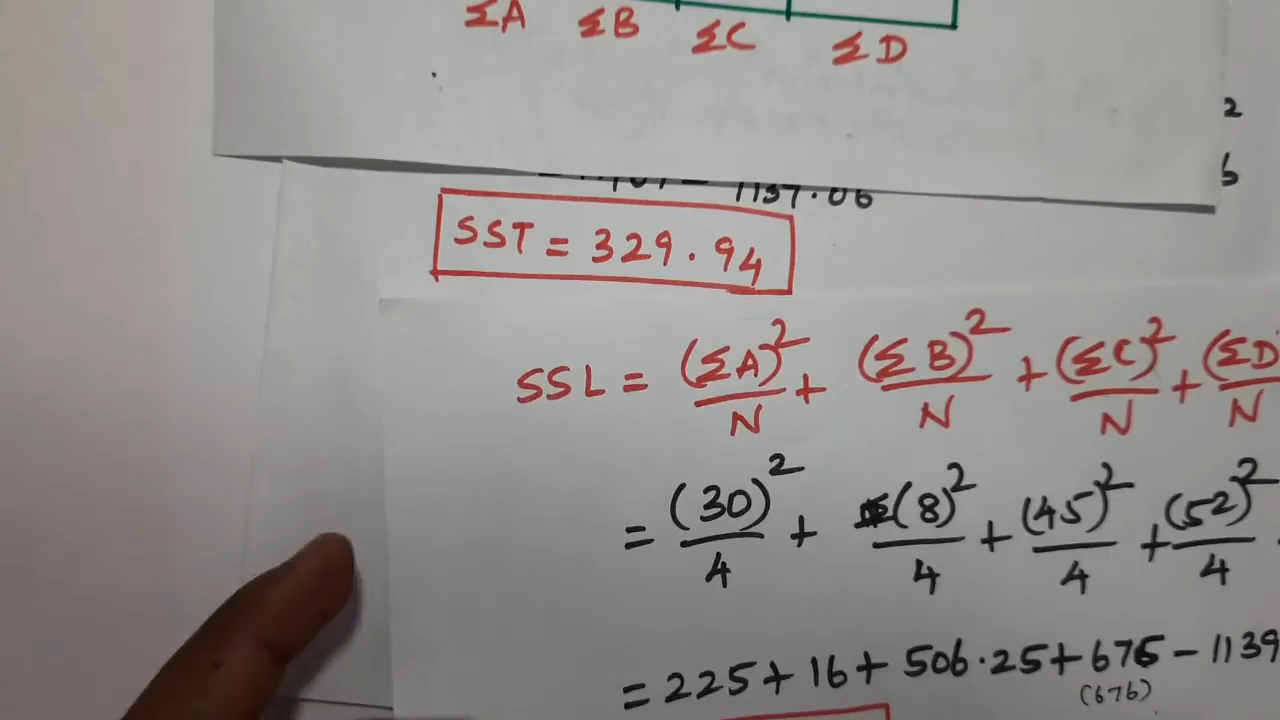 ΣA ΣB ΣC ΣD
2
6
1137.06
SST = 329.94
SSL = (ΣA)²/N + (ΣB)²/N + (ΣC)²/N + (ΣD/N
= (30)²/4 + (8)²/4 + (45)²/4 + (52)²/4
= 225 + 16 + 506.25 + 676 - 1139
(676)